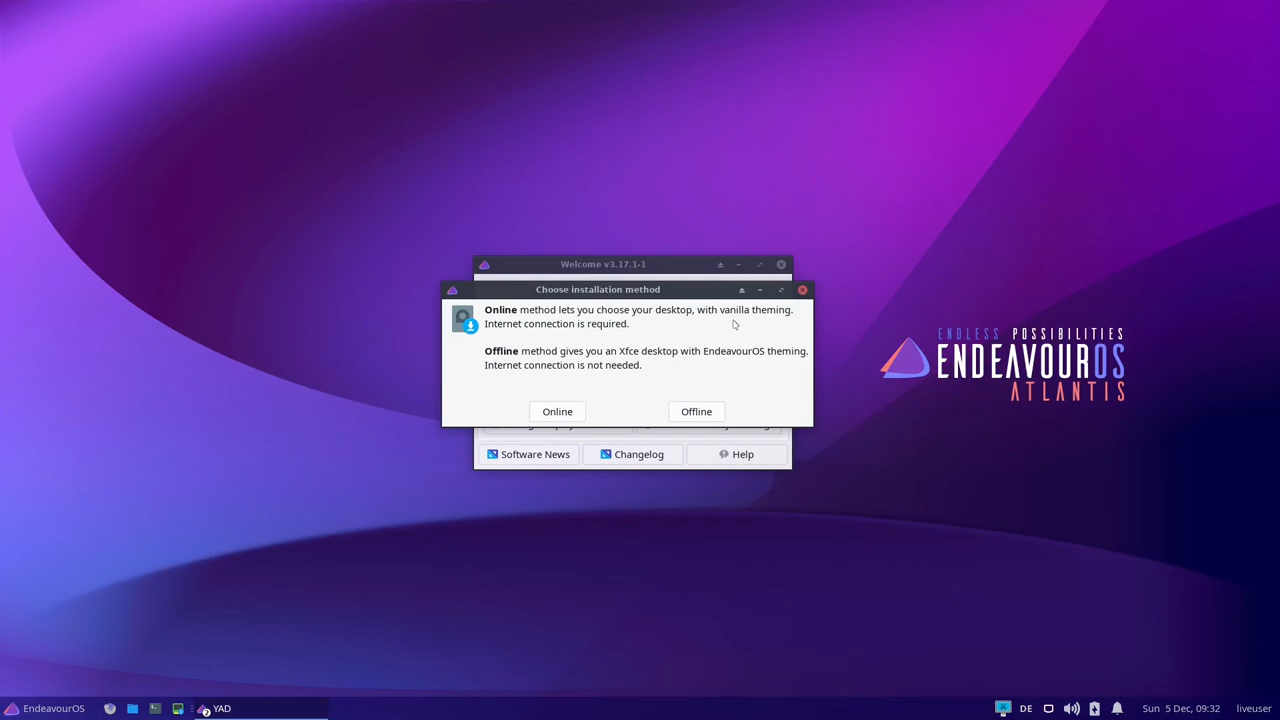 Welcome v3.17.1-1
Choose installation method
Online method lets you choose your desktop, with vanilla theming.
Internet connection is required.
Offline method gives you an Xfce desktop with EndeavourOS theming.
Internet connection is not needed.
Online
Offline
Software News
Changelog
Help
ENDLESS POSSIBILITIES
ENDEAVOUROS
ATLANTIS
EndeavourOS
2
YAD
DE
Sun 5 Dec, 09:32
liveuser